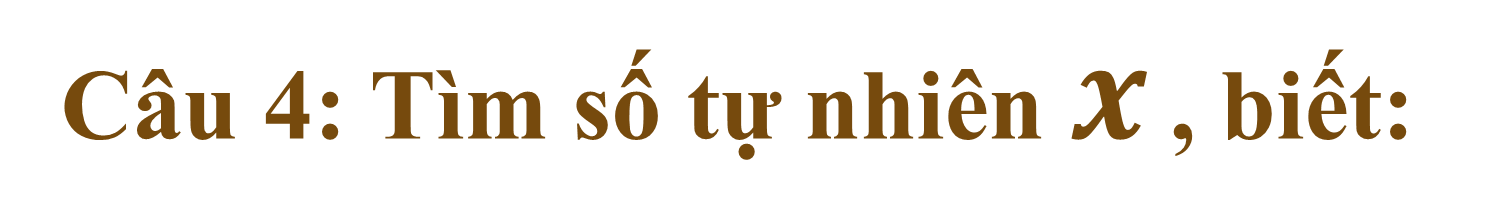 Câu 4: Tìm số tự nhiên 𝒙 , biết: